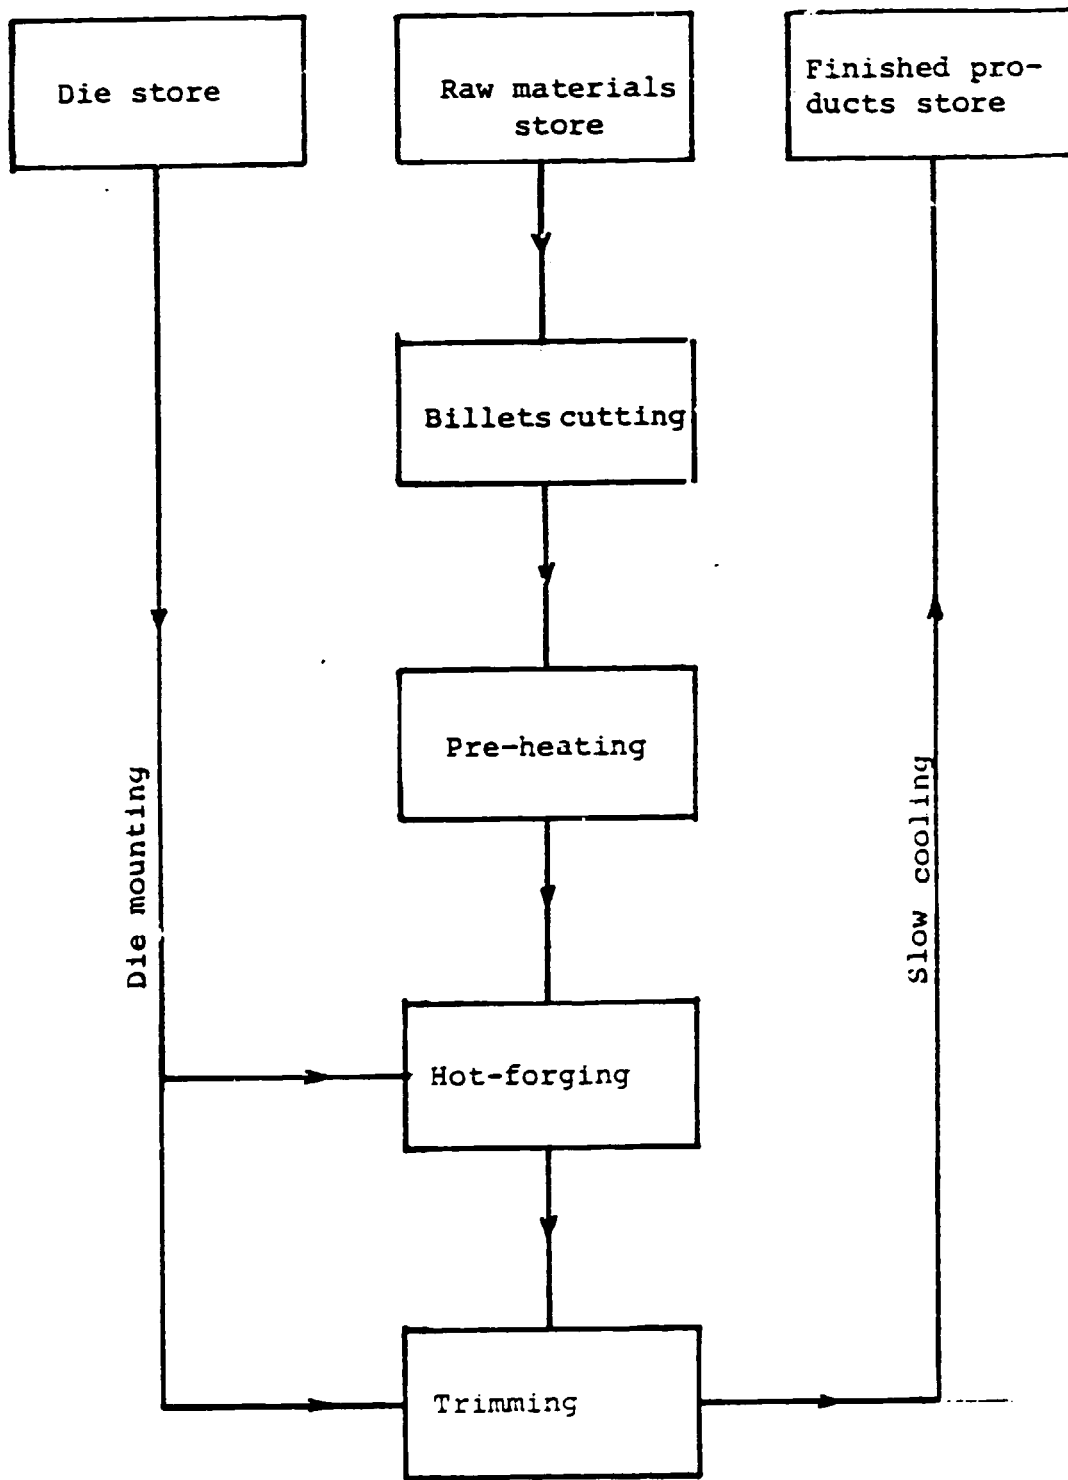 Die store
Raw materials
store
Finished pro-
ducts store
Billets cutting
Pre-heating
Die mounting
Slow cooling
Hot-forging
Trimming